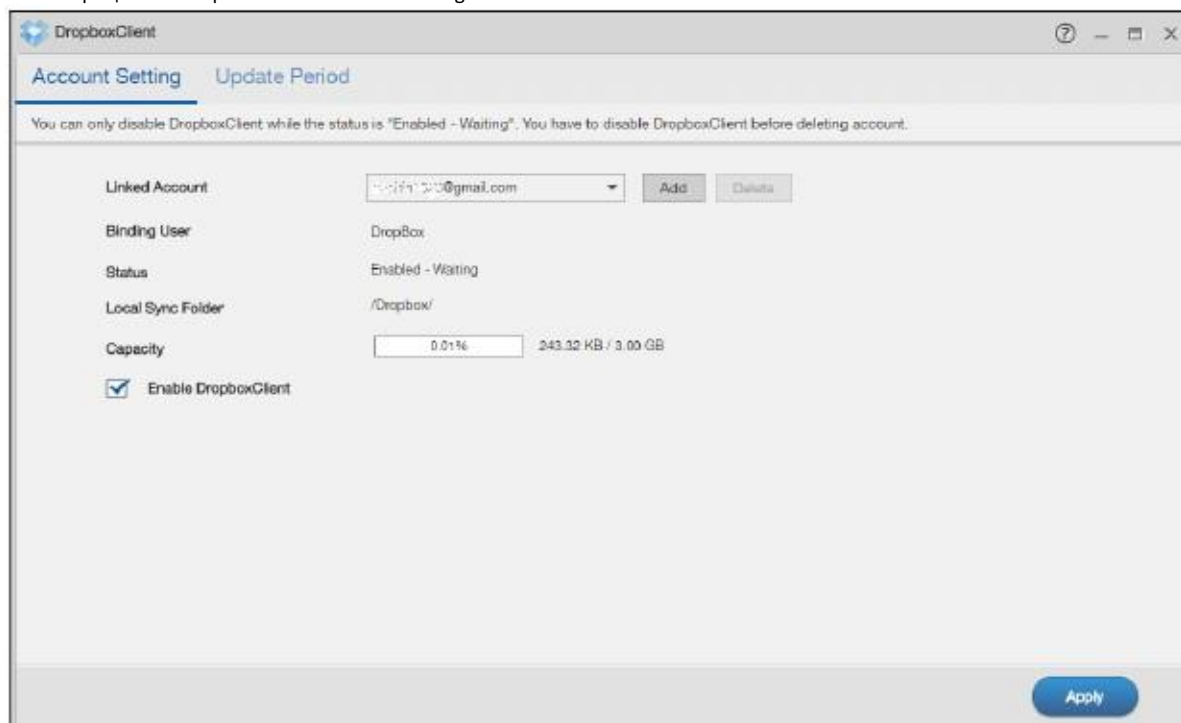 DropboxClient
Account Setting Update Period
You can only disable DropboxClient while the status is "Enabled - Waiting". You have to disable DropboxClient before deleting account.
Linked Account @gmail.com Add Delete
Binding User DropBox
Status Enabled - Waiting
Local Sync Folder /Dropbox/
Capacity 0.01% 243.32 KB / 3.00 GB
Enable DropboxClient
Apply